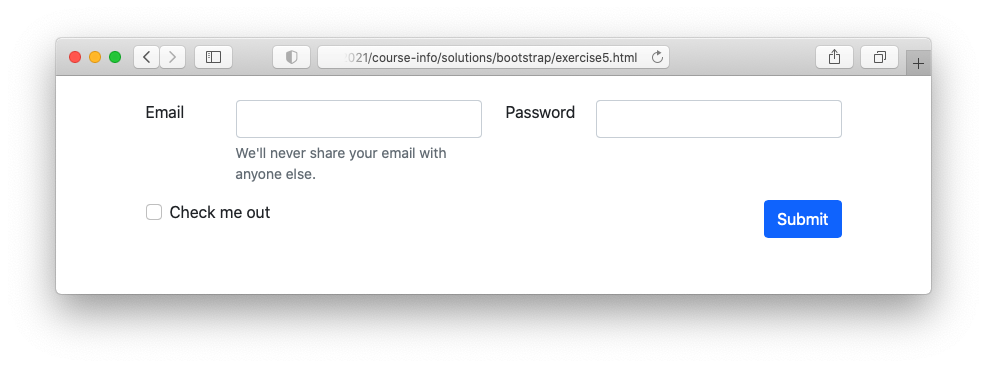 021/course-info/solutions/bootstrap/exercise5.html
Email
Password
We'll never share your email with
anyone else.
Check me out
Submit